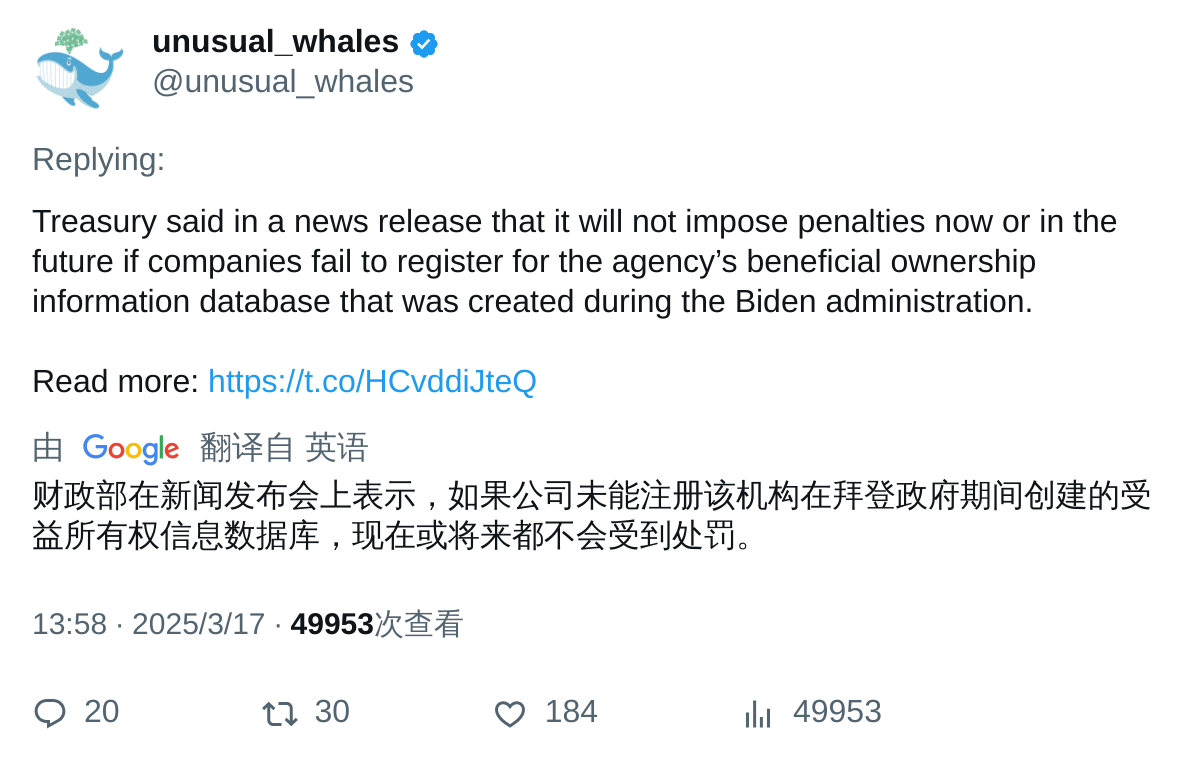 unusual_whales
@unusual_whales
Replying:
Treasury said in a news release that it will not impose penalties now or in the
future if companies fail to register for the agency’s beneficial ownership
information database that was created during the Biden administration.
Read more: https://t.co/HCvddiJteQ
由 Google 翻译自 英语
财政部在新闻发布会上表示，如果公司未能注册该机构在拜登政府期间创建的受
益所有权信息数据库，现在或将来都不会受到处罚。
13:58 · 2025/3/17 · 49953次查看
20 30 184 49953